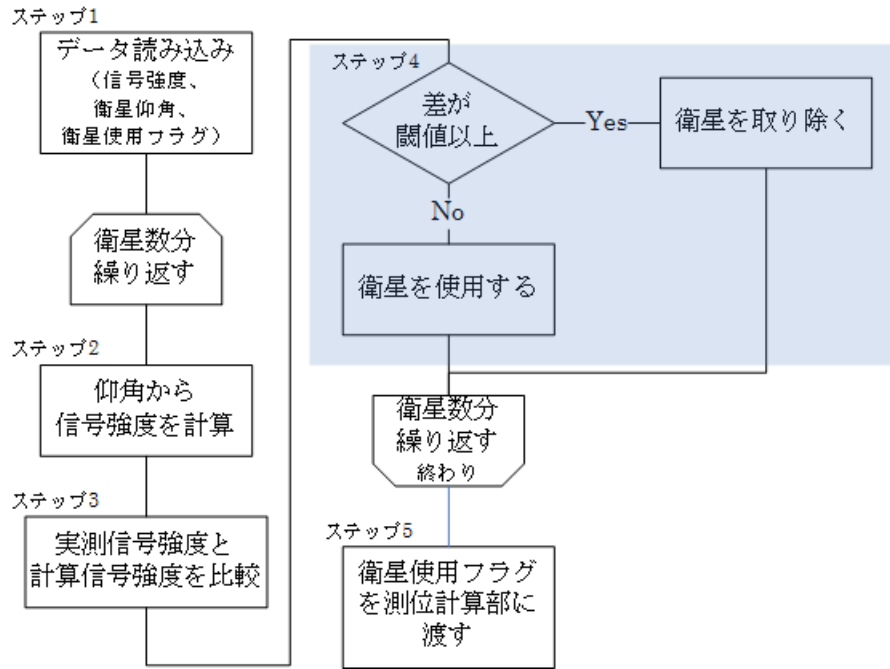 ステップ1
データ読み込み
（信号強度、
衛星仰角、
衛星使用フラグ）
衛星数分
繰り返す
ステップ2
仰角から
信号強度を計算
ステップ3
実測信号強度と
計算信号強度を比較
ステップ4
差が
閾値以上
Yes
衛星を取り除く
No
衛星を使用する
衛星数分
繰り返す
終わり
ステップ5
衛星使用フラグ
を測位計算部に
渡す